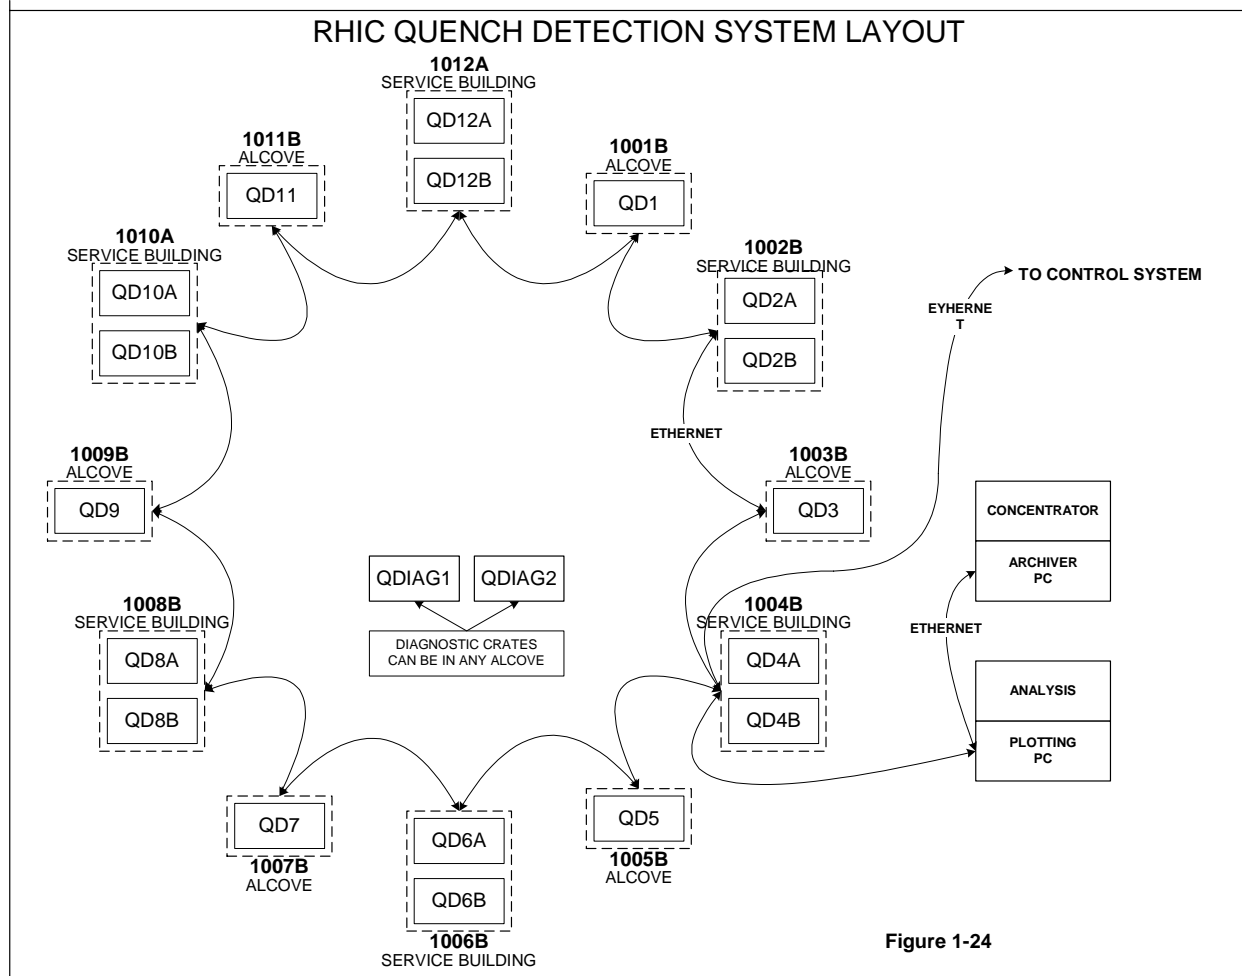 RHIC QUENCH DETECTION SYSTEM LAYOUT
1012A
SERVICE BUILDING
QD12A
QD12B
1011B
ALCOVE
QD11
1001B
ALCOVE
QD1
1010A
SERVICE BUILDING
QD10A
QD10B
1002B
SERVICE BUILDING
QD2A
QD2B
TO CONTROL SYSTEM
EYHERNE
T
ETHERNET
1009B
ALCOVE
QD9
1003B
ALCOVE
QD3
CONCENTRATOR
ARCHIVER
PC
QDIAG1
QDIAG2
DIAGNOSTIC CRATES
CAN BE IN ANY ALCOVE
1008B
SERVICE BUILDING
QD8A
QD8B
1004B
SERVICE BUILDING
QD4A
QD4B
ETHERNET
ANALYSIS
PLOTTING
PC
QD7
1007B
ALCOVE
QD6A
QD6B
1006B
SERVICE BUILDING
QD5
1005B
ALCOVE
Figure 1-24